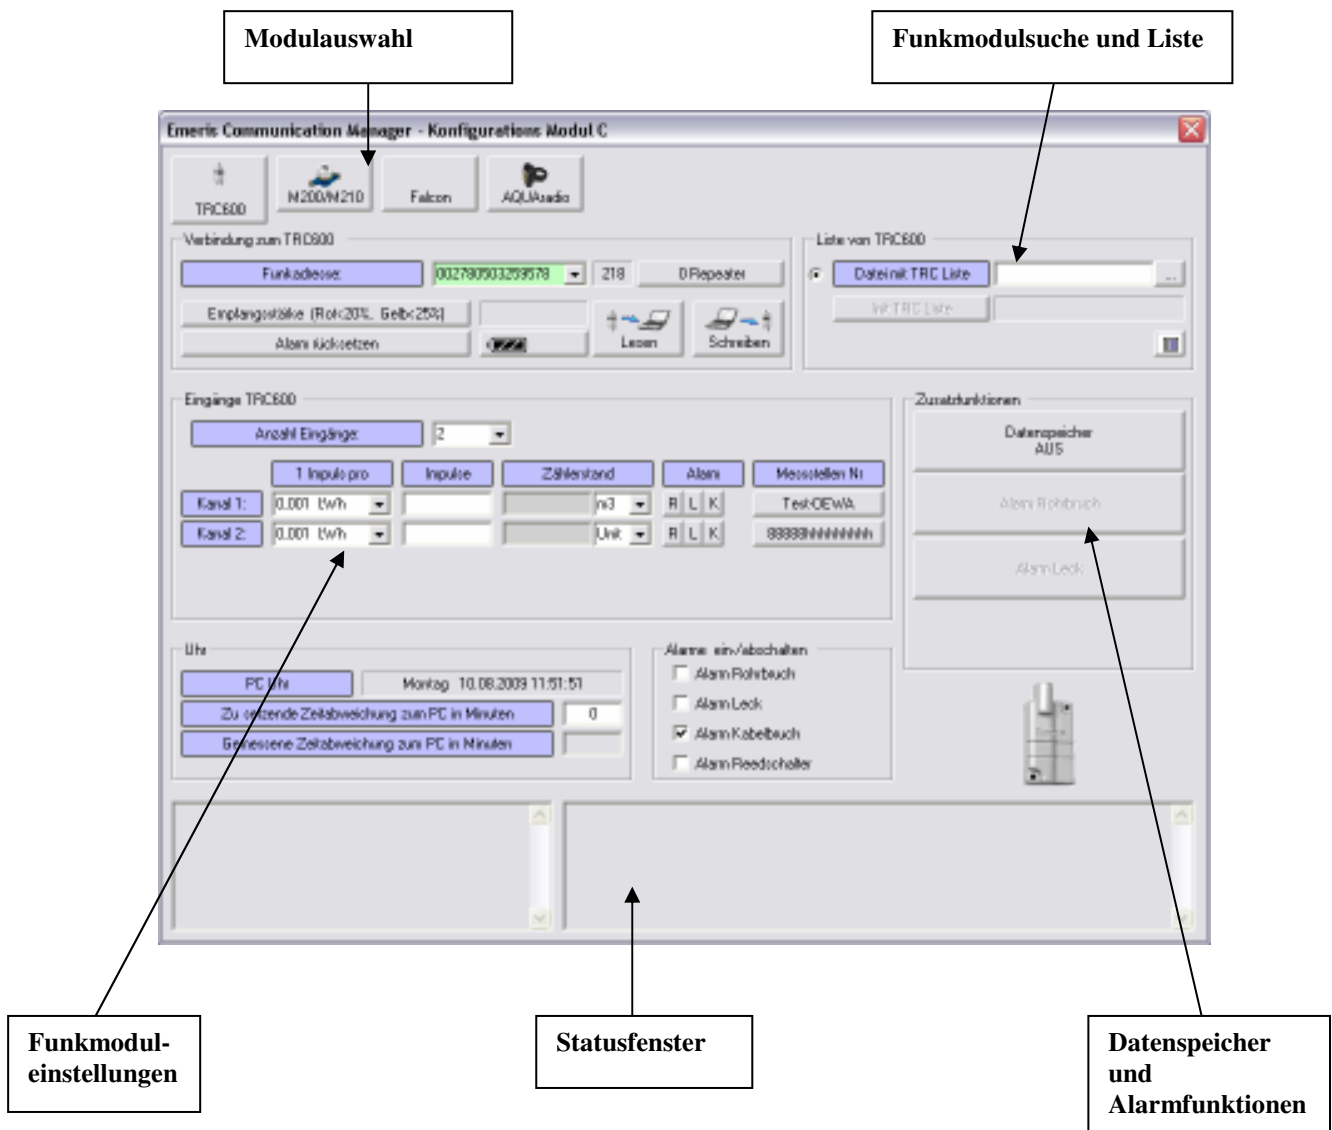 Modulauswahl
Funkmodulsuche und Liste
Emeris Communication Manager - Konfigurations Modul C
TRC600
M200/M210
Falcon
AQUAradio
Verbindung zum TRC600
Funkadresse:
002780503259578
218
0 Repeater
Empfangsstärke (Rot<20%, Gelb<25%)
Alarm rücksetzen
Lesen
Schreiben
Liste von TRC600
Datei mit TRC Liste
...
Init TRC Liste
Eingänge TRC600
Anzahl Eingänge:
2
1 Impuls pro
Impulse
Zählerstand
Alarm
Messstellen Nr
Kanal 1:
0.001 kWh
m3
R L K
Test-OEWA
Kanal 2:
0.001 kWh
Unit
R L K
Zusatzfunktionen
Datenspeicher
AUS
Alarm Rohrbruch
Alarm Leck
Uhr
PC Uhr
Montag 10.08.2009 11:51:51
Zu setzende Zeitabweichung zum PC in Minuten
0
Gemessene Zeitabweichung zum PC in Minuten
Alarme ein-/abschalten
Alarm Rohrbruch
Alarm Leck
Alarm Kabelbruch
Alarm Reedschalter
Funkmodul-
einstellungen
Statusfenster
Datenspeicher
und
Alarmfunktionen